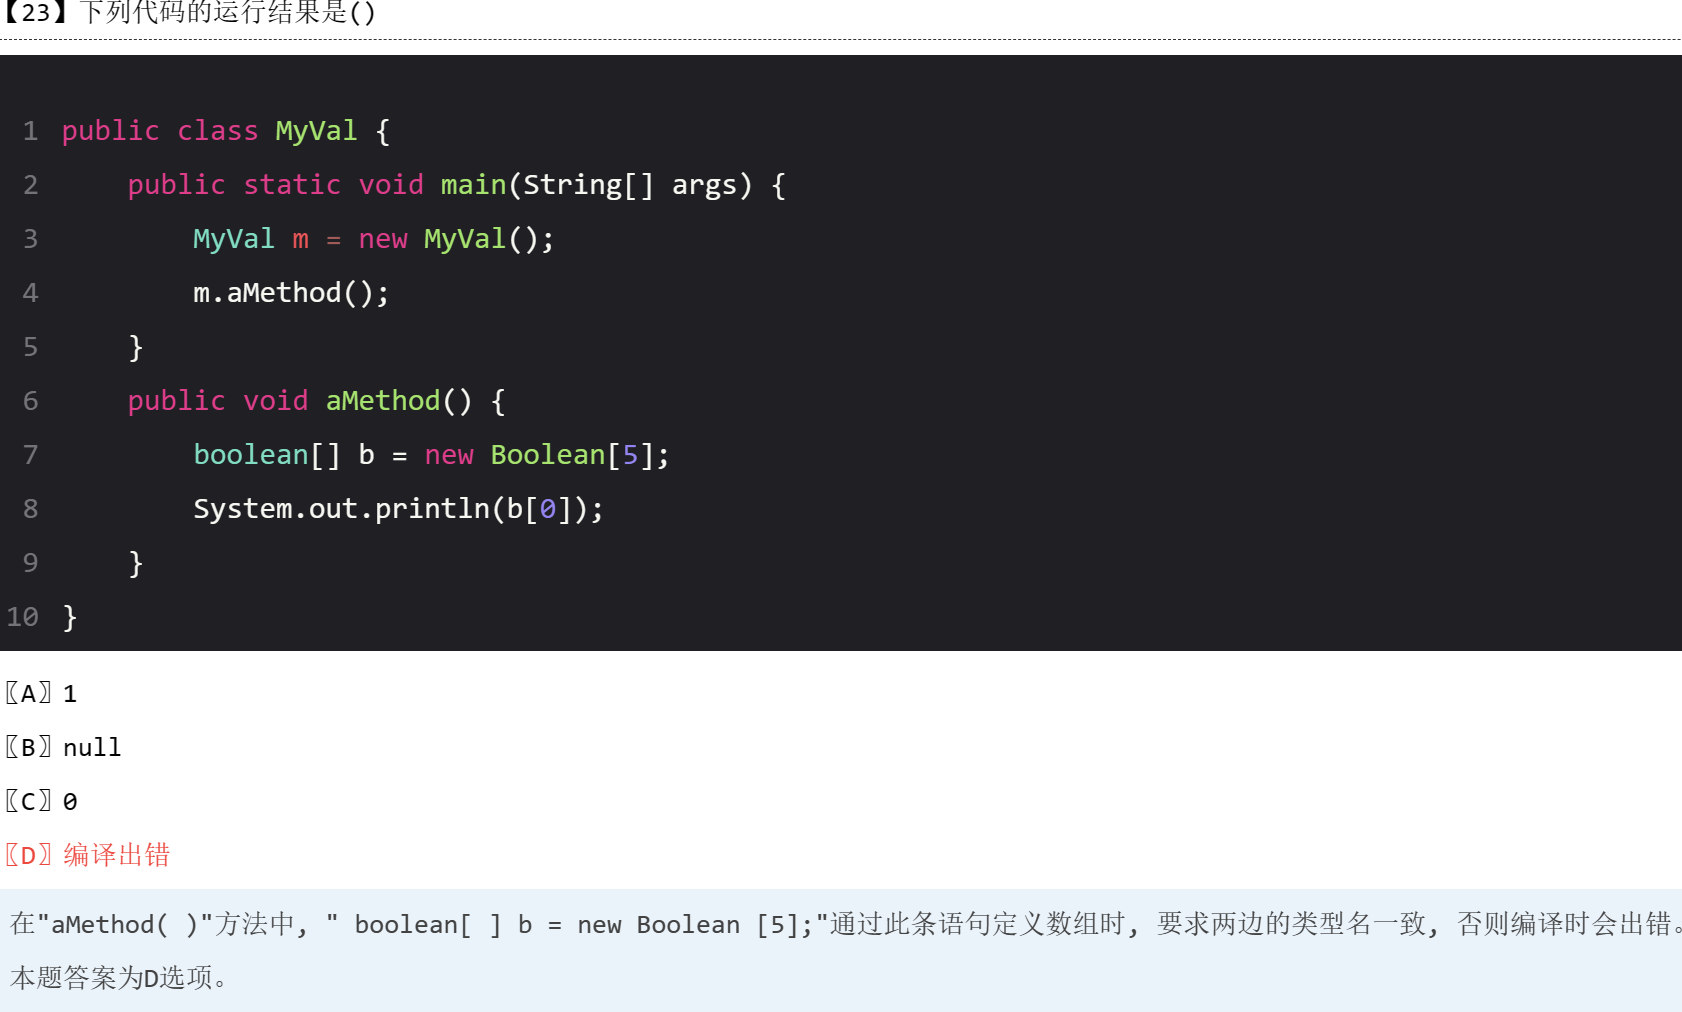 【23】下列代码的运行结果是()
1 public class MyVal {
2     public static void main(String[] args) {
3         MyVal m = new MyVal();
4         m.aMethod();
5     }
6     public void aMethod() {
7         boolean[] b = new Boolean[5];
8         System.out.println(b[0]);
9     }
10 }
〖A〗1
〖B〗null
〖C〗0
〖D〗编译出错
在"aMethod( )"方法中, " boolean[ ] b = new Boolean [5];"通过此条语句定义数组时, 要求两边的类型名一致, 否则编译时会出错。
本题答案为D选项。